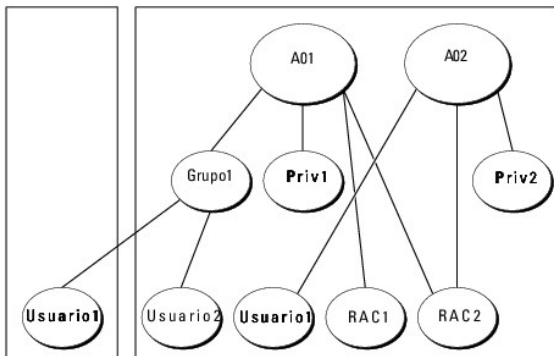 A01
A02
Grupo1
Priv1
Priv2
Usuario1
Usuario2
Usuario1
RAC1
RAC2